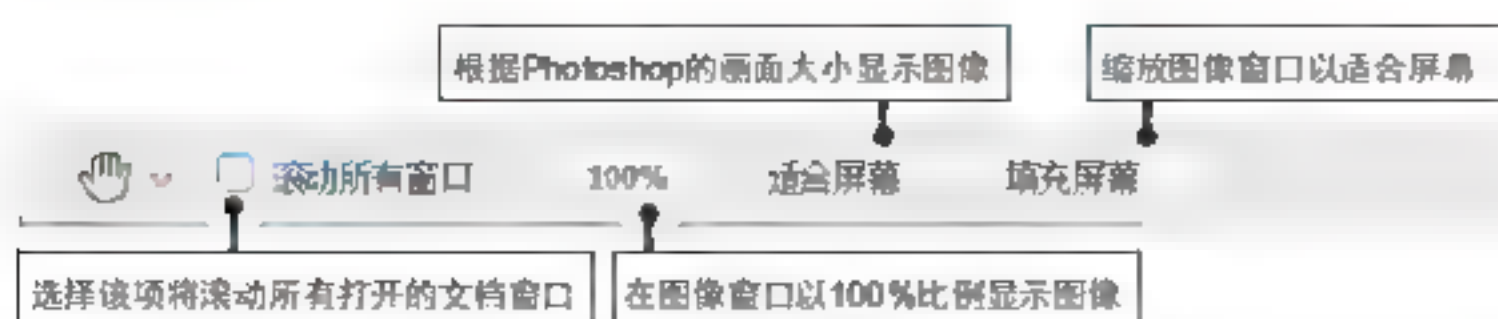 根据Photoshop的画面大小显示图像
缩放图像窗口以适合屏幕
滚动所有窗口 100% 适合屏幕 填充屏幕
选择该项将滚动所有打开的文档窗口
在图像窗口以100%比例显示图像